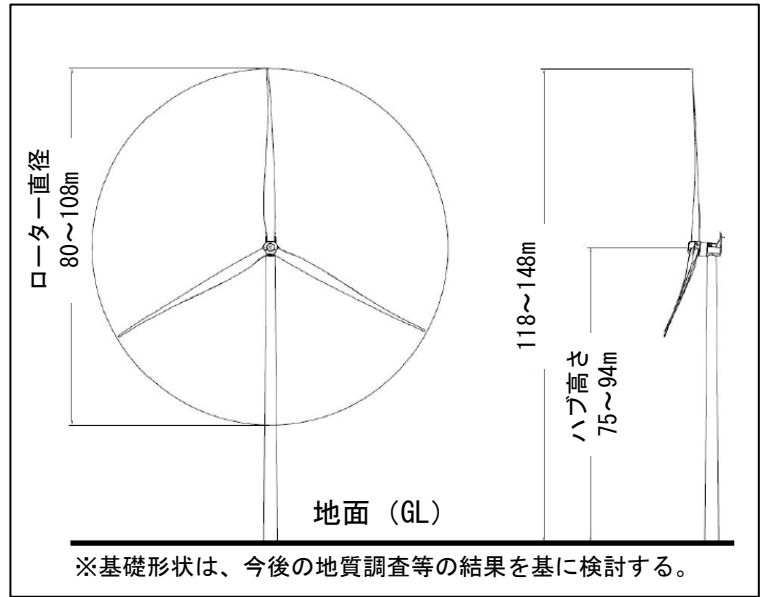 ローター直径
80～108m
118～148m
ハブ高さ
75～94m
地面（GL）
※基礎形状は、今後の地質調査等の結果を基に検討する。